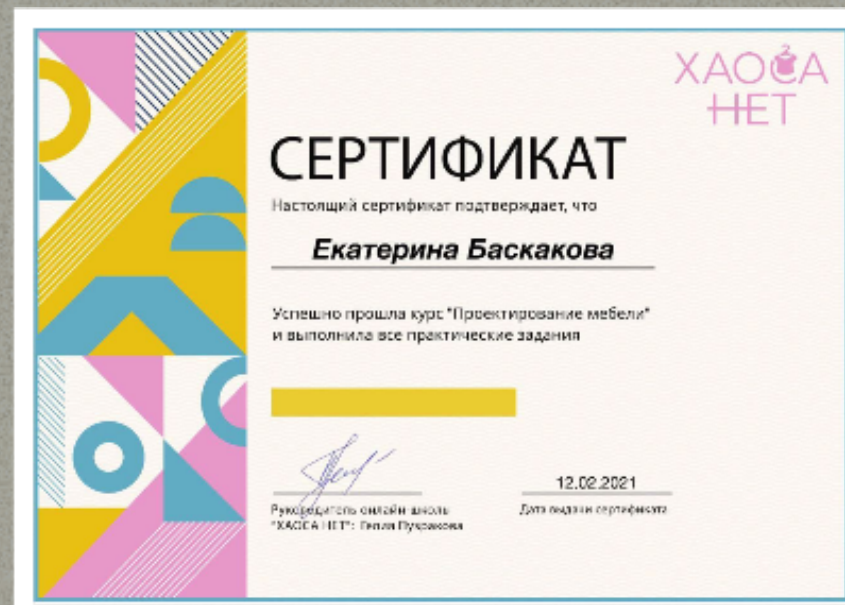 ХАОСА
НЕТ
СЕРТИФИКАТ
Настоящий сертификат подтверждает, что
Екатерина Баскакова
Успешно прошла курс "Проектирование мебели"
и выполнила все практические задания
12.02.2021
Руководитель онлайн-школы
"ХАОСА НЕТ":
Дата выдачи сертификата